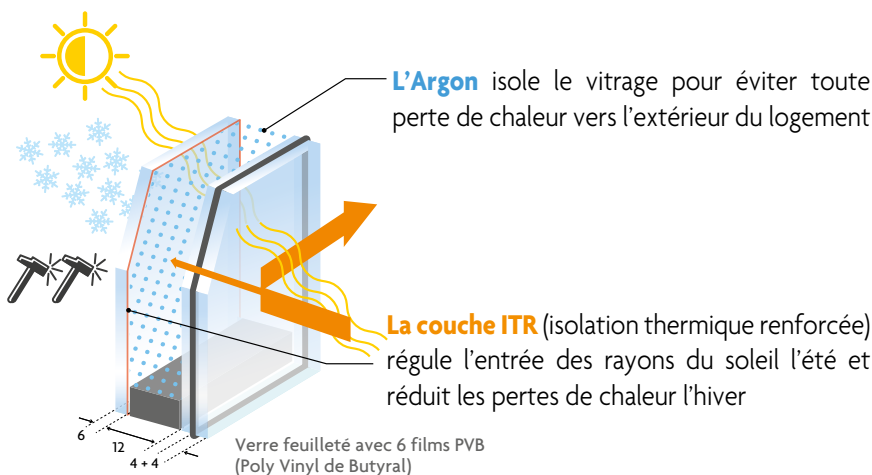 L’Argon isole le vitrage pour éviter toute
perte de chaleur vers l’extérieur du logement
La couche ITR (isolation thermique renforcée)
régule l’entrée des rayons du soleil l’été et
réduit les pertes de chaleur l’hiver
6
12
4 + 4
Verre feuilleté avec 6 films PVB
(Poly Vinyl de Butyral)